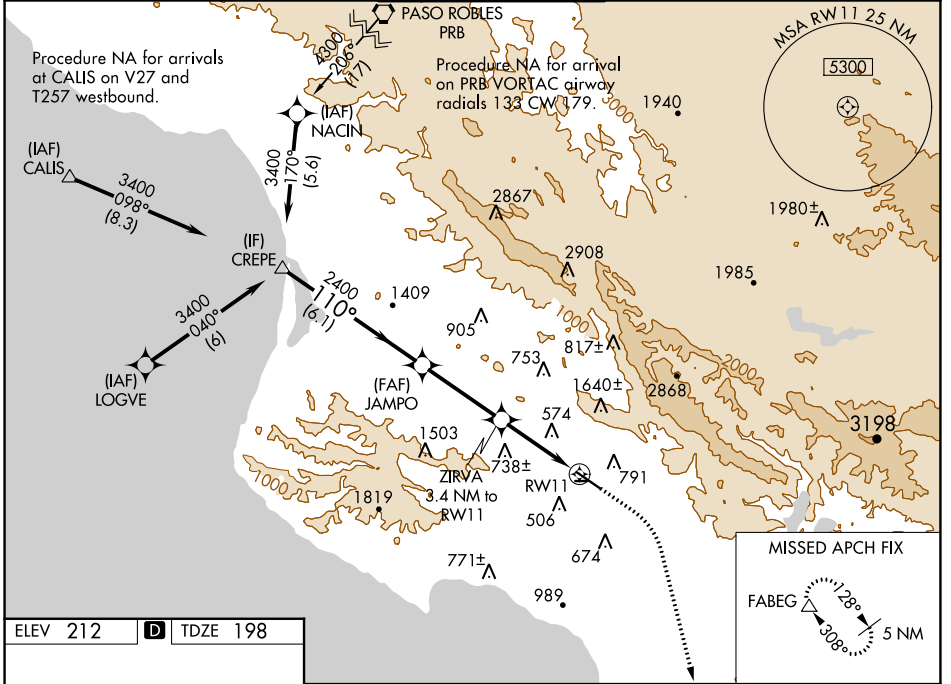 PASO ROBLES
PRB
Procedure NA for arrivals
at CALIS on V27 and
T257 westbound.
4300
206°
(17)
Procedure NA for arrival
on PRB VORTAC airway
radials 133 CW 179.
MSA RW11 25 NM
5300
1000
1940
(IAF)
NACIN
3400
170°
(5.6)
(IAF)
CALIS
3400
098°
(8.3)
2867
1980±
(IF)
CREPE
2908
1985
2400
110°
(6.1)
1409
1000
3400
040°
(6)
905
817±
2000
(IAF)
LOGVE
753
(FAF)
JAMPO
1640±
2868
574
3198
1503
738±
791
ZIRVA
3.4 NM to
RW11
RW11
1000
1819
506
674
771±
989
MISSED APCH FIX
FABEG
128°
308°
5 NM
ELEV 212
D
TDZE 198